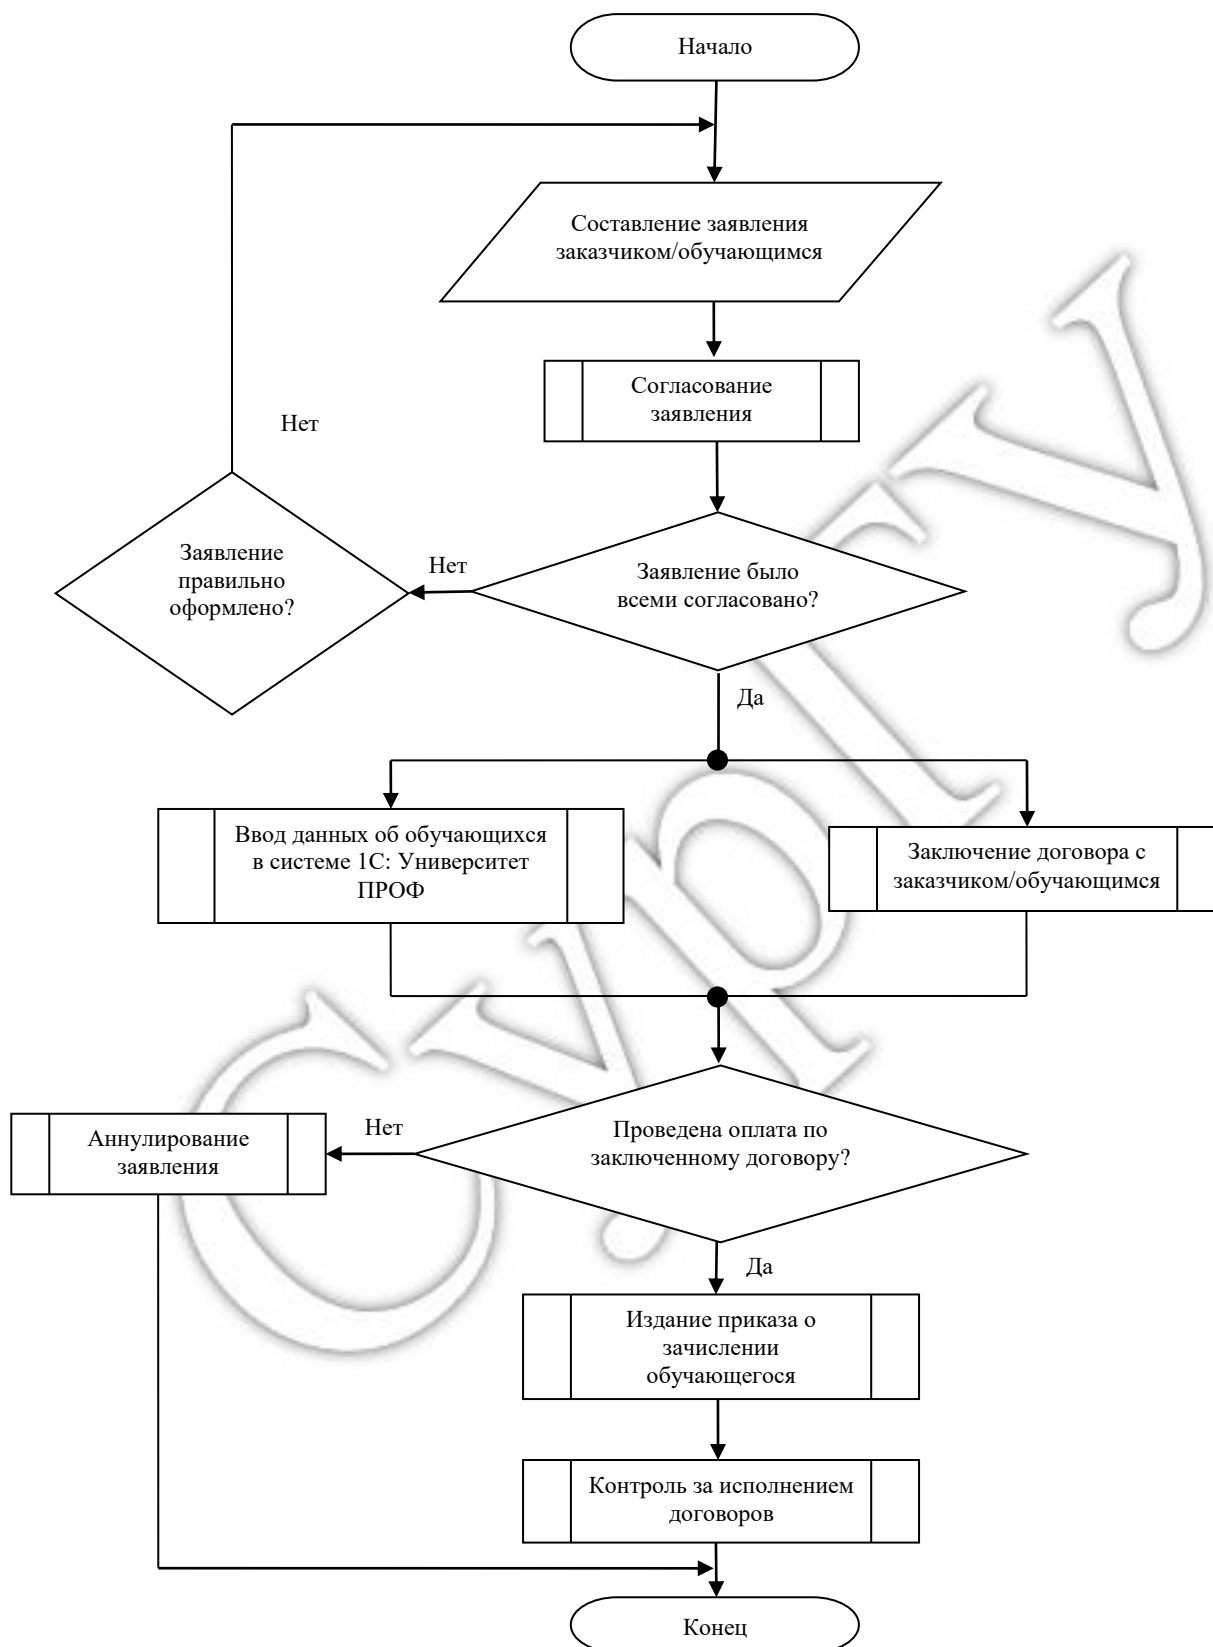 Начало
Составление заявления
заказчиком/обучающимся
Согласование
заявления
Нет
Заявление
правильно
оформлено?
Нет
Заявление было
всеми согласовано?
Да
Ввод данных об обучающихся
в системе 1С: Университет
ПРОФ
Заключение договора с
заказчиком/обучающимся
Аннулирование
заявления
Нет
Проведена оплата по
заключенному договору?
Да
Издание приказа о
зачислении
обучающегося
Контроль за исполнением
договоров
Конец
СурГУ